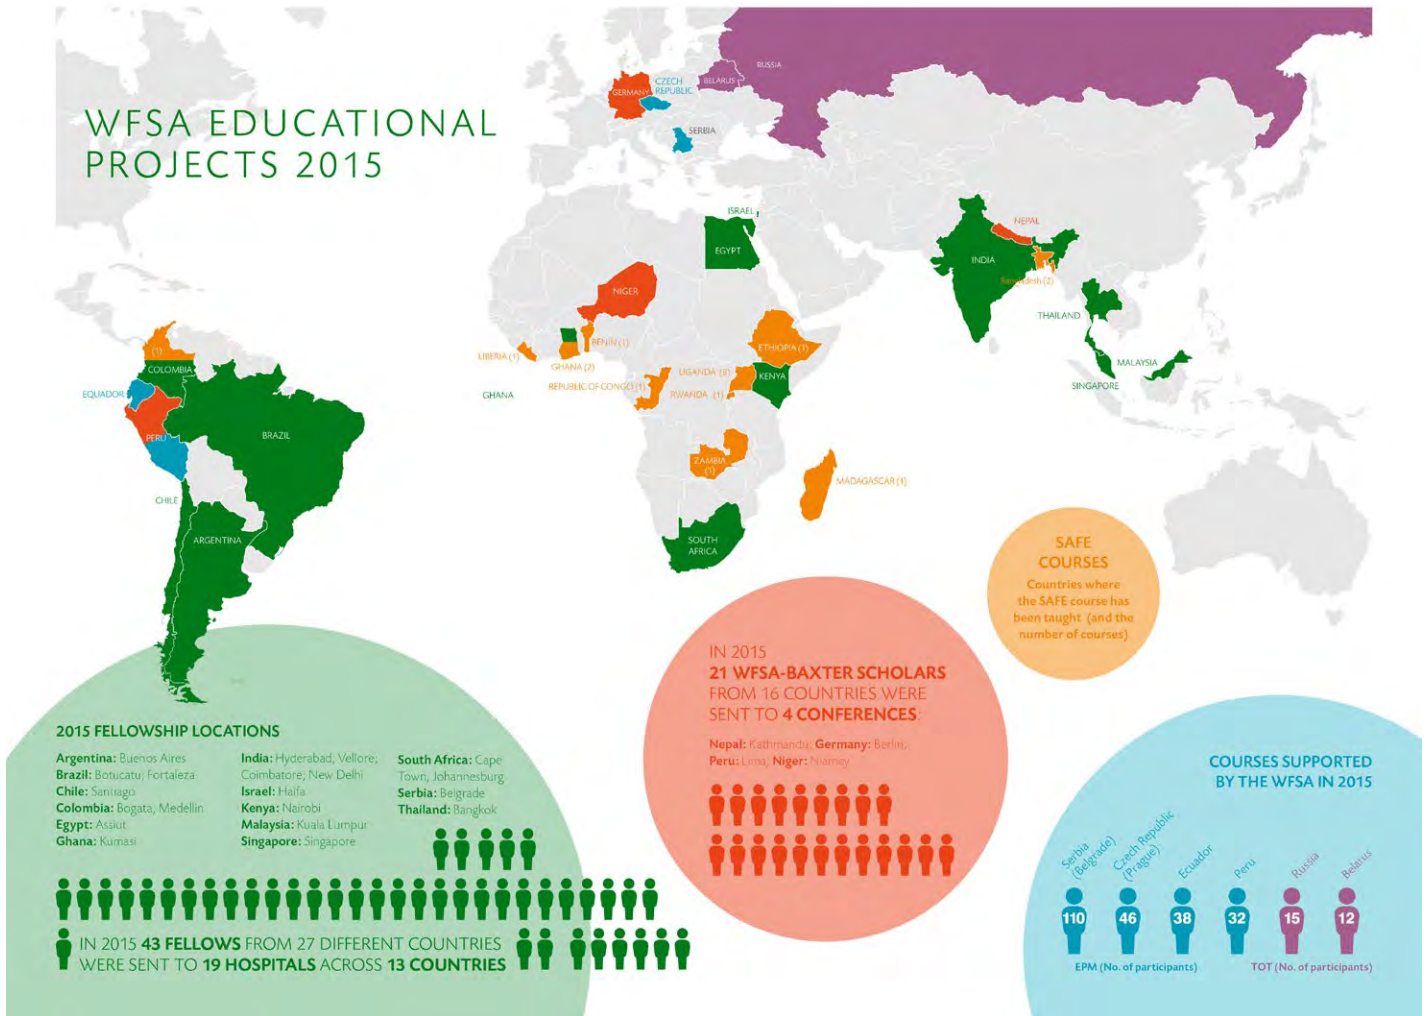 WFSA EDUCATIONAL
PROJECTS 2015
RUSSIA
BELARUS
CZECH
REPUBLIC
GERMANY
SERBIA
ISRAEL
EGYPT
NEPAL
INDIA
Bangladesh (2)
THAILAND
MALAYSIA
SINGAPORE
NIGER
BENIN (1)
LIBERIA (1)
GHANA (2)
GHANA
REPUBLIC OF CONGO (1)
ETHIOPIA (1)
UGANDA (8)
KENYA
RWANDA (1)
ZAMBIA
(1)
MADAGASCAR (1)
SOUTH
AFRICA
(1)
COLOMBIA
EQUADOR
PERU
BRAZIL
CHILE
ARGENTINA
SAFE
COURSES
Countries where
the SAFE course has
been taught (and the
number of courses)
IN 2015
21 WFSA-BAXTER SCHOLARS
FROM 16 COUNTRIES WERE
SENT TO 4 CONFERENCES:
Nepal: Kathmandu, Germany: Berlin,
Peru: Lima, Niger: Niamey
2015 FELLOWSHIP LOCATIONS
Argentina: Buenos Aires
Brazil: Botucatu, Fortaleza
Chile: Santiago
Colombia: Bogata, Medellin
Egypt: Assiut
Ghana: Kumasi
India: Hyderabad, Vellore,
Coimbatore, New Delhi
Israel: Haifa
Kenya: Nairobi
Malaysia: Kuala Lumpur
Singapore: Singapore
South Africa: Cape
Town, Johannesburg
Serbia: Belgrade
Thailand: Bangkok
IN 2015 43 FELLOWS FROM 27 DIFFERENT COUNTRIES
WERE SENT TO 19 HOSPITALS ACROSS 13 COUNTRIES
COURSES SUPPORTED
BY THE WFSA IN 2015
Serbia
(Belgrade)
Czech Republic
(Prague)
Ecuador
Peru
Russia
Belarus
110
46
38
32
15
12
EPM (No. of participants)
TOT (No. of participants)